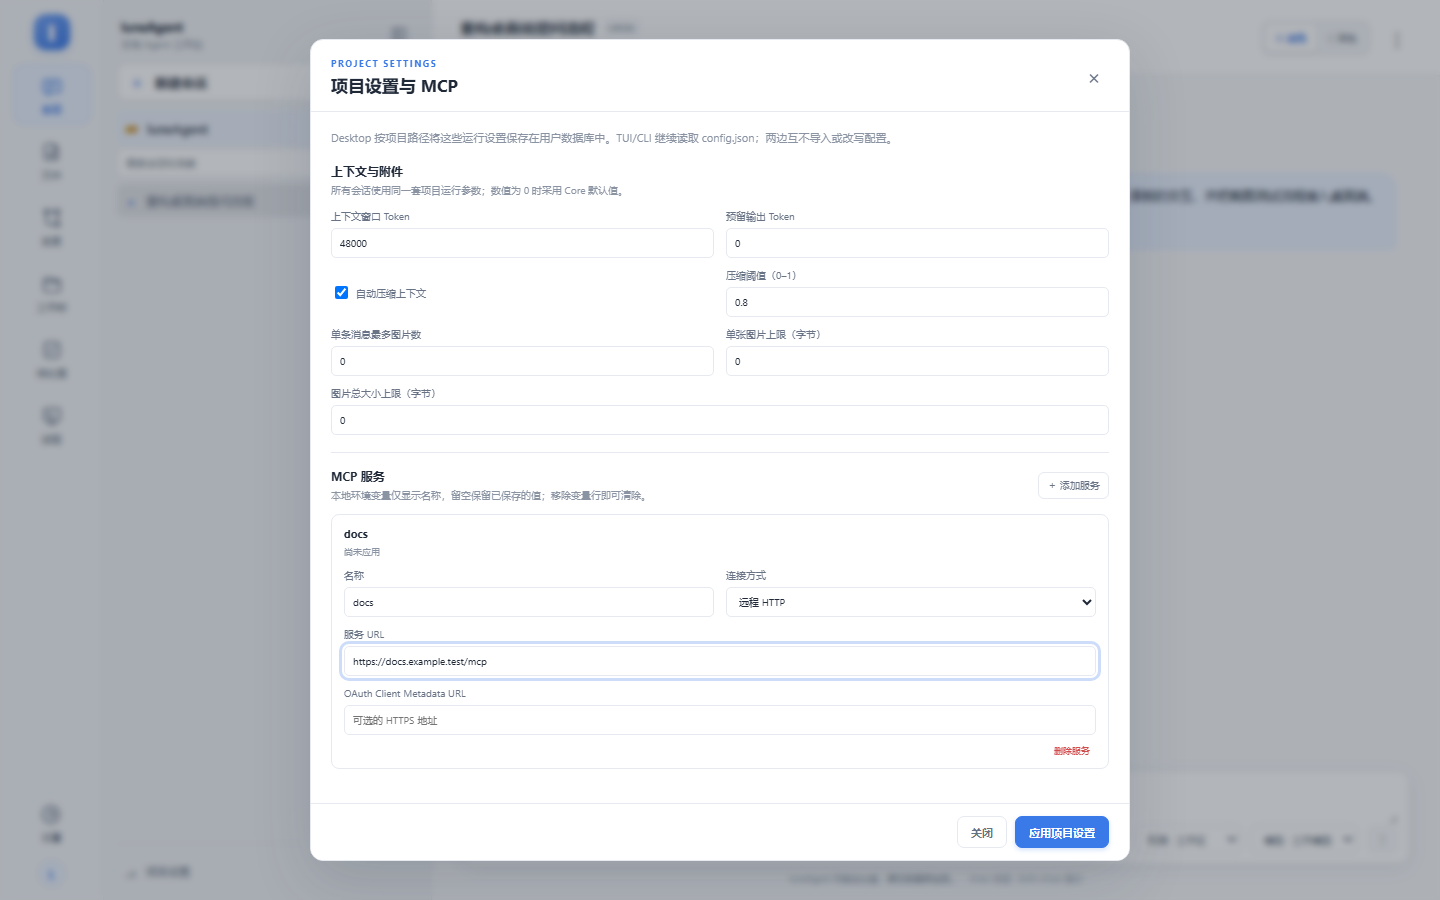 PROJECT SETTINGS
项目设置与 MCP
Desktop 按项目路径将这些运行设置保存在用户数据库中。TUI/CLI 继续读取 config.json；两边互不导入或改写配置。
上下文与附件
所有会话使用同一套项目运行参数；数值为 0 时采用 Core 默认值。
上下文窗口 Token
预留输出 Token
48000
0
自动压缩上下文
压缩阈值（0–1）
0.8
单条消息最多图片数
单张图片上限（字节）
0
0
图片总大小上限（字节）
0
MCP 服务
本地环境变量仅显示名称，留空保留已保存的值；移除变量行即可清除。
+ 添加服务
docs
尚未应用
名称
连接方式
docs
远程 HTTP
服务 URL
https://docs.example.test/mcp
OAuth Client Metadata URL
可选的 HTTPS 地址
删除服务
关闭
应用项目设置